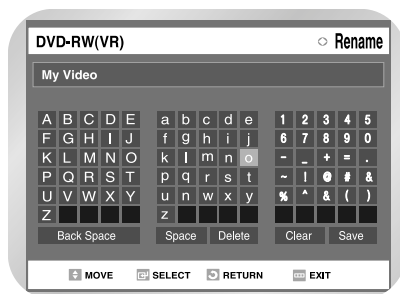 DVD-RW(VR) Rename
My Video
A B C D E a b c d e 1 2 3 4 5
F G H I J f g h i j 6 7 8 9 0
K L M N O k l m n o - _ + = .
P Q R S T p q r s t ~ ! @ # &
U V W X Y u n w x y % ^ & ( )
Z z
Back Space Space Delete Clear Save
MOVE SELECT RETURN EXIT